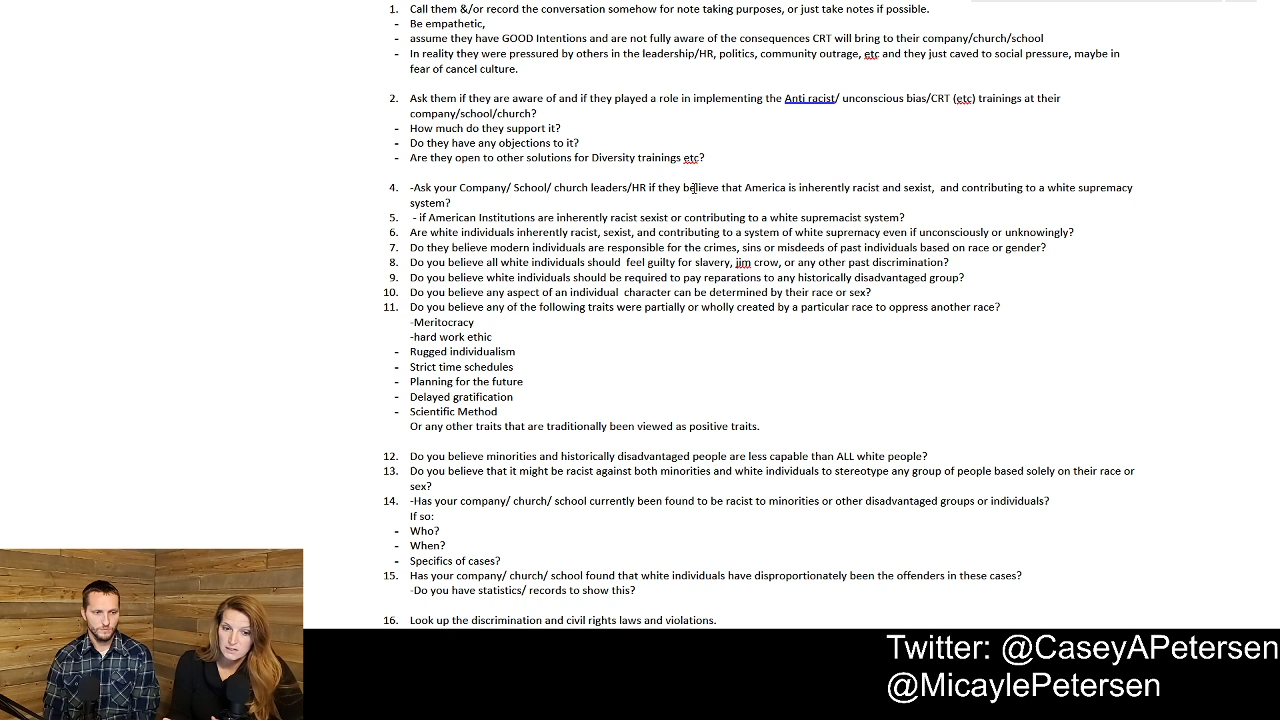 1. Call them &/or record the conversation somehow for note taking purposes, or just take notes if possible.
- Be empathetic,
- assume they have GOOD Intentions and are not fully aware of the consequences CRT will bring to their company/church/school
- In reality they were pressured by others in the leadership/HR, politics, community outrage, etc and they just caved to social pressure, maybe in
fear of cancel culture.
2. Ask them if they are aware of and if they played a role in implementing the Anti racist/ unconscious bias/CRT (etc) trainings at their
company/school/church?
- How much do they support it?
- Do they have any objections to it?
- Are they open to other solutions for Diversity trainings etc?
4. -Ask your Company/ School/ church leaders/HR if they believe that America is inherently racist and sexist, and contributing to a white supremacy
system?
5. - if American Institutions are inherently racist sexist or contributing to a white supremacist system?
6. Are white individuals inherently racist, sexist, and contributing to a system of white supremacy even if unconsciously or unknowingly?
7. Do they believe modern individuals are responsible for the crimes, sins or misdeeds of past individuals based on race or gender?
8. Do you believe all white individuals should feel guilty for slavery, jim crow, or any other past discrimination?
9. Do you believe white individuals should be required to pay reparations to any historically disadvantaged group?
10. Do you believe any aspect of an individual character can be determined by their race or sex?
11. Do you believe any of the following traits were partially or wholly created by a particular race to oppress another race?
-Meritocracy
-hard work ethic
- Rugged individualism
- Strict time schedules
- Planning for the future
- Delayed gratification
- Scientific Method
Or any other traits that are traditionally been viewed as positive traits.
12. Do you believe minorities and historically disadvantaged people are less capable than ALL white people?
13. Do you believe that it might be racist against both minorities and white individuals to stereotype any group of people based solely on their race or
sex?
14. -Has your company/ church/ school currently been found to be racist to minorities or other disadvantaged groups or individuals?
If so:
- Who?
- When?
- Specifics of cases?
15. Has your company/ church/ school found that white individuals have disproportionately been the offenders in these cases?
-Do you have statistics/ records to show this?
16. Look up the discrimination and civil rights laws and violations.
Twitter: @CaseyAPetersen
@MicaylePetersen